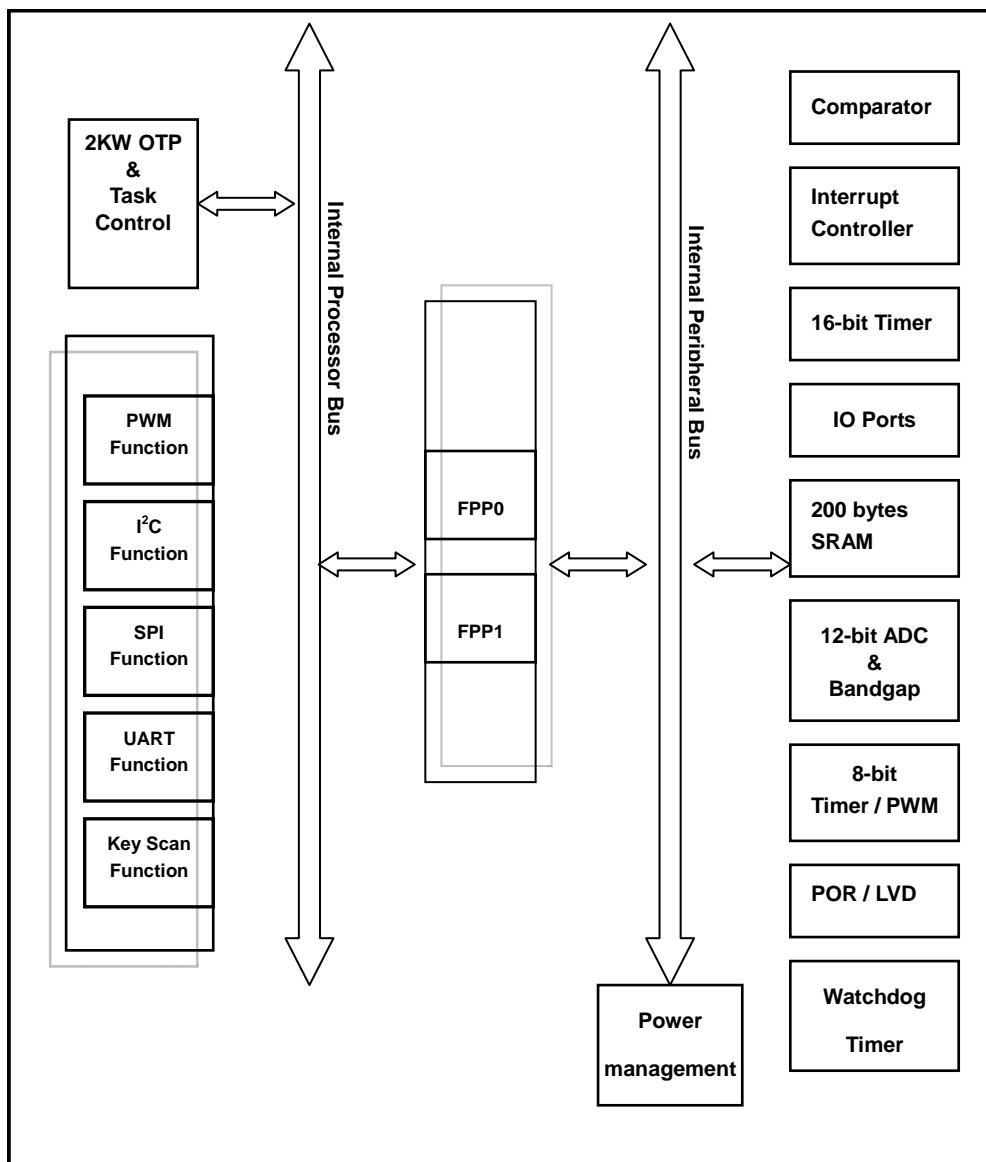 2KW OTP
&
Task
Control
PWM
Function
I²C
Function
SPI
Function
UART
Function
Key Scan
Function
Internal Processor Bus
FPP0
FPP1
Internal Peripheral Bus
Power
management
Comparator
Interrupt
Controller
16-bit Timer
IO Ports
200 bytes
SRAM
12-bit ADC
&
Bandgap
8-bit
Timer / PWM
POR / LVD
Watchdog
Timer